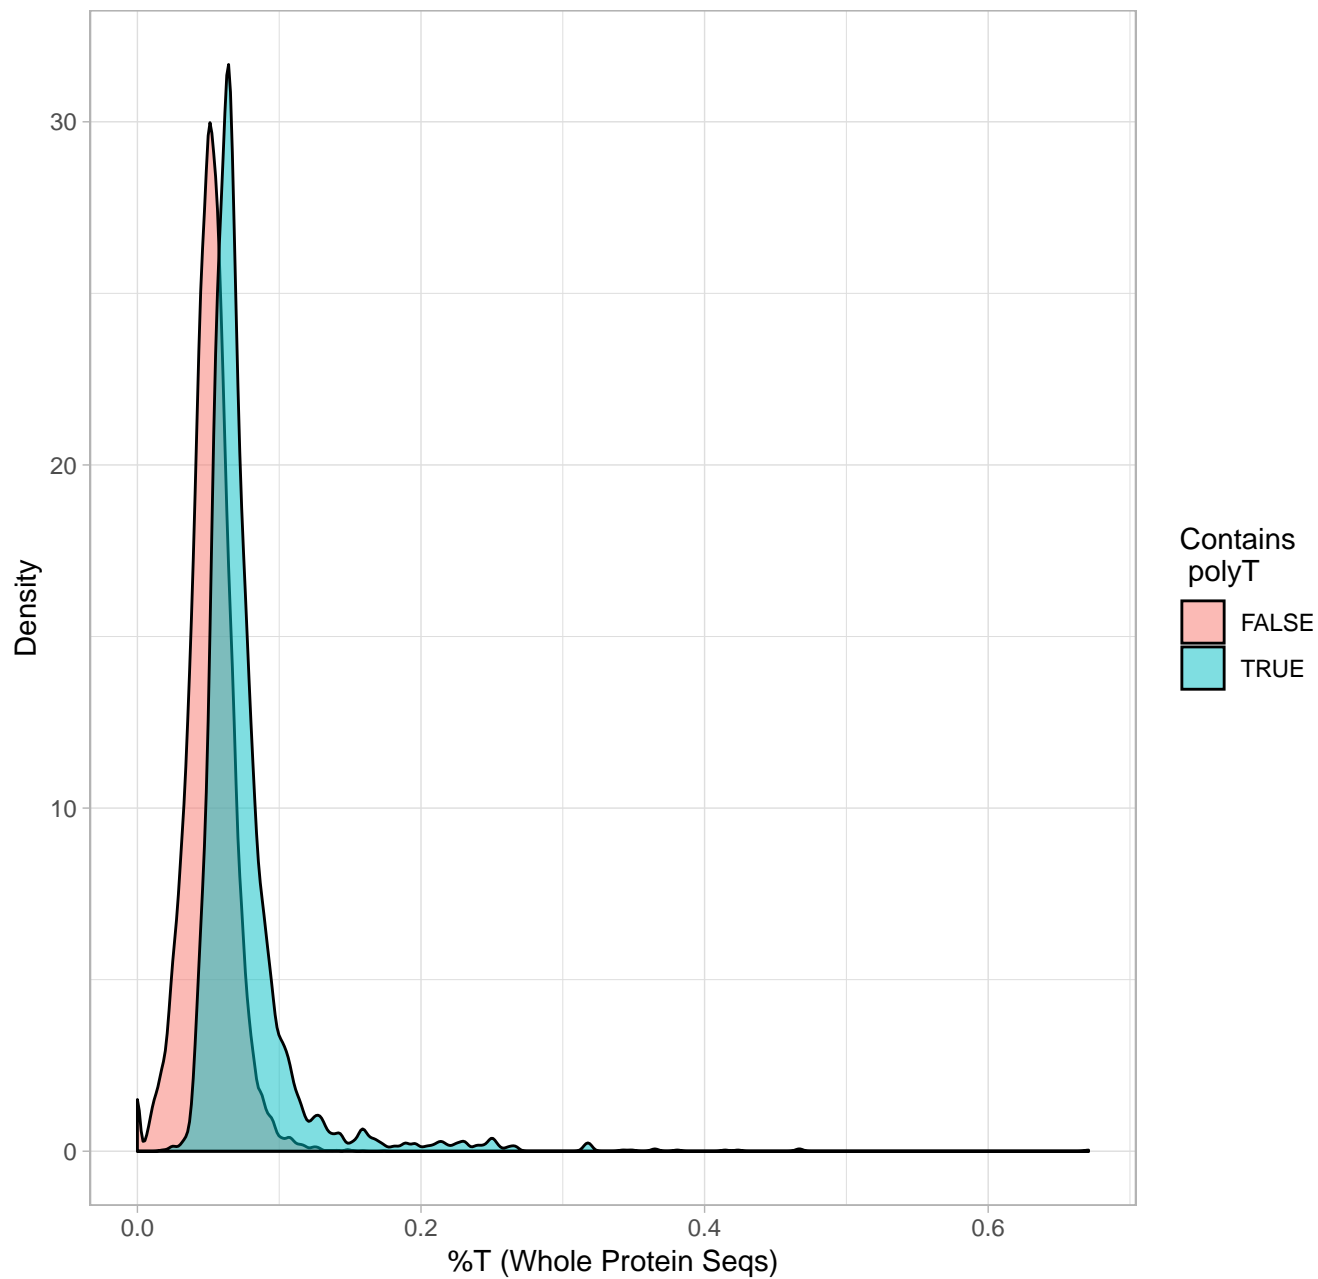 30
20
10
0
Density
0.0 0.2 0.4 0.6
%T (Whole Protein Seqs)
Contains
polyT
FALSE
TRUE